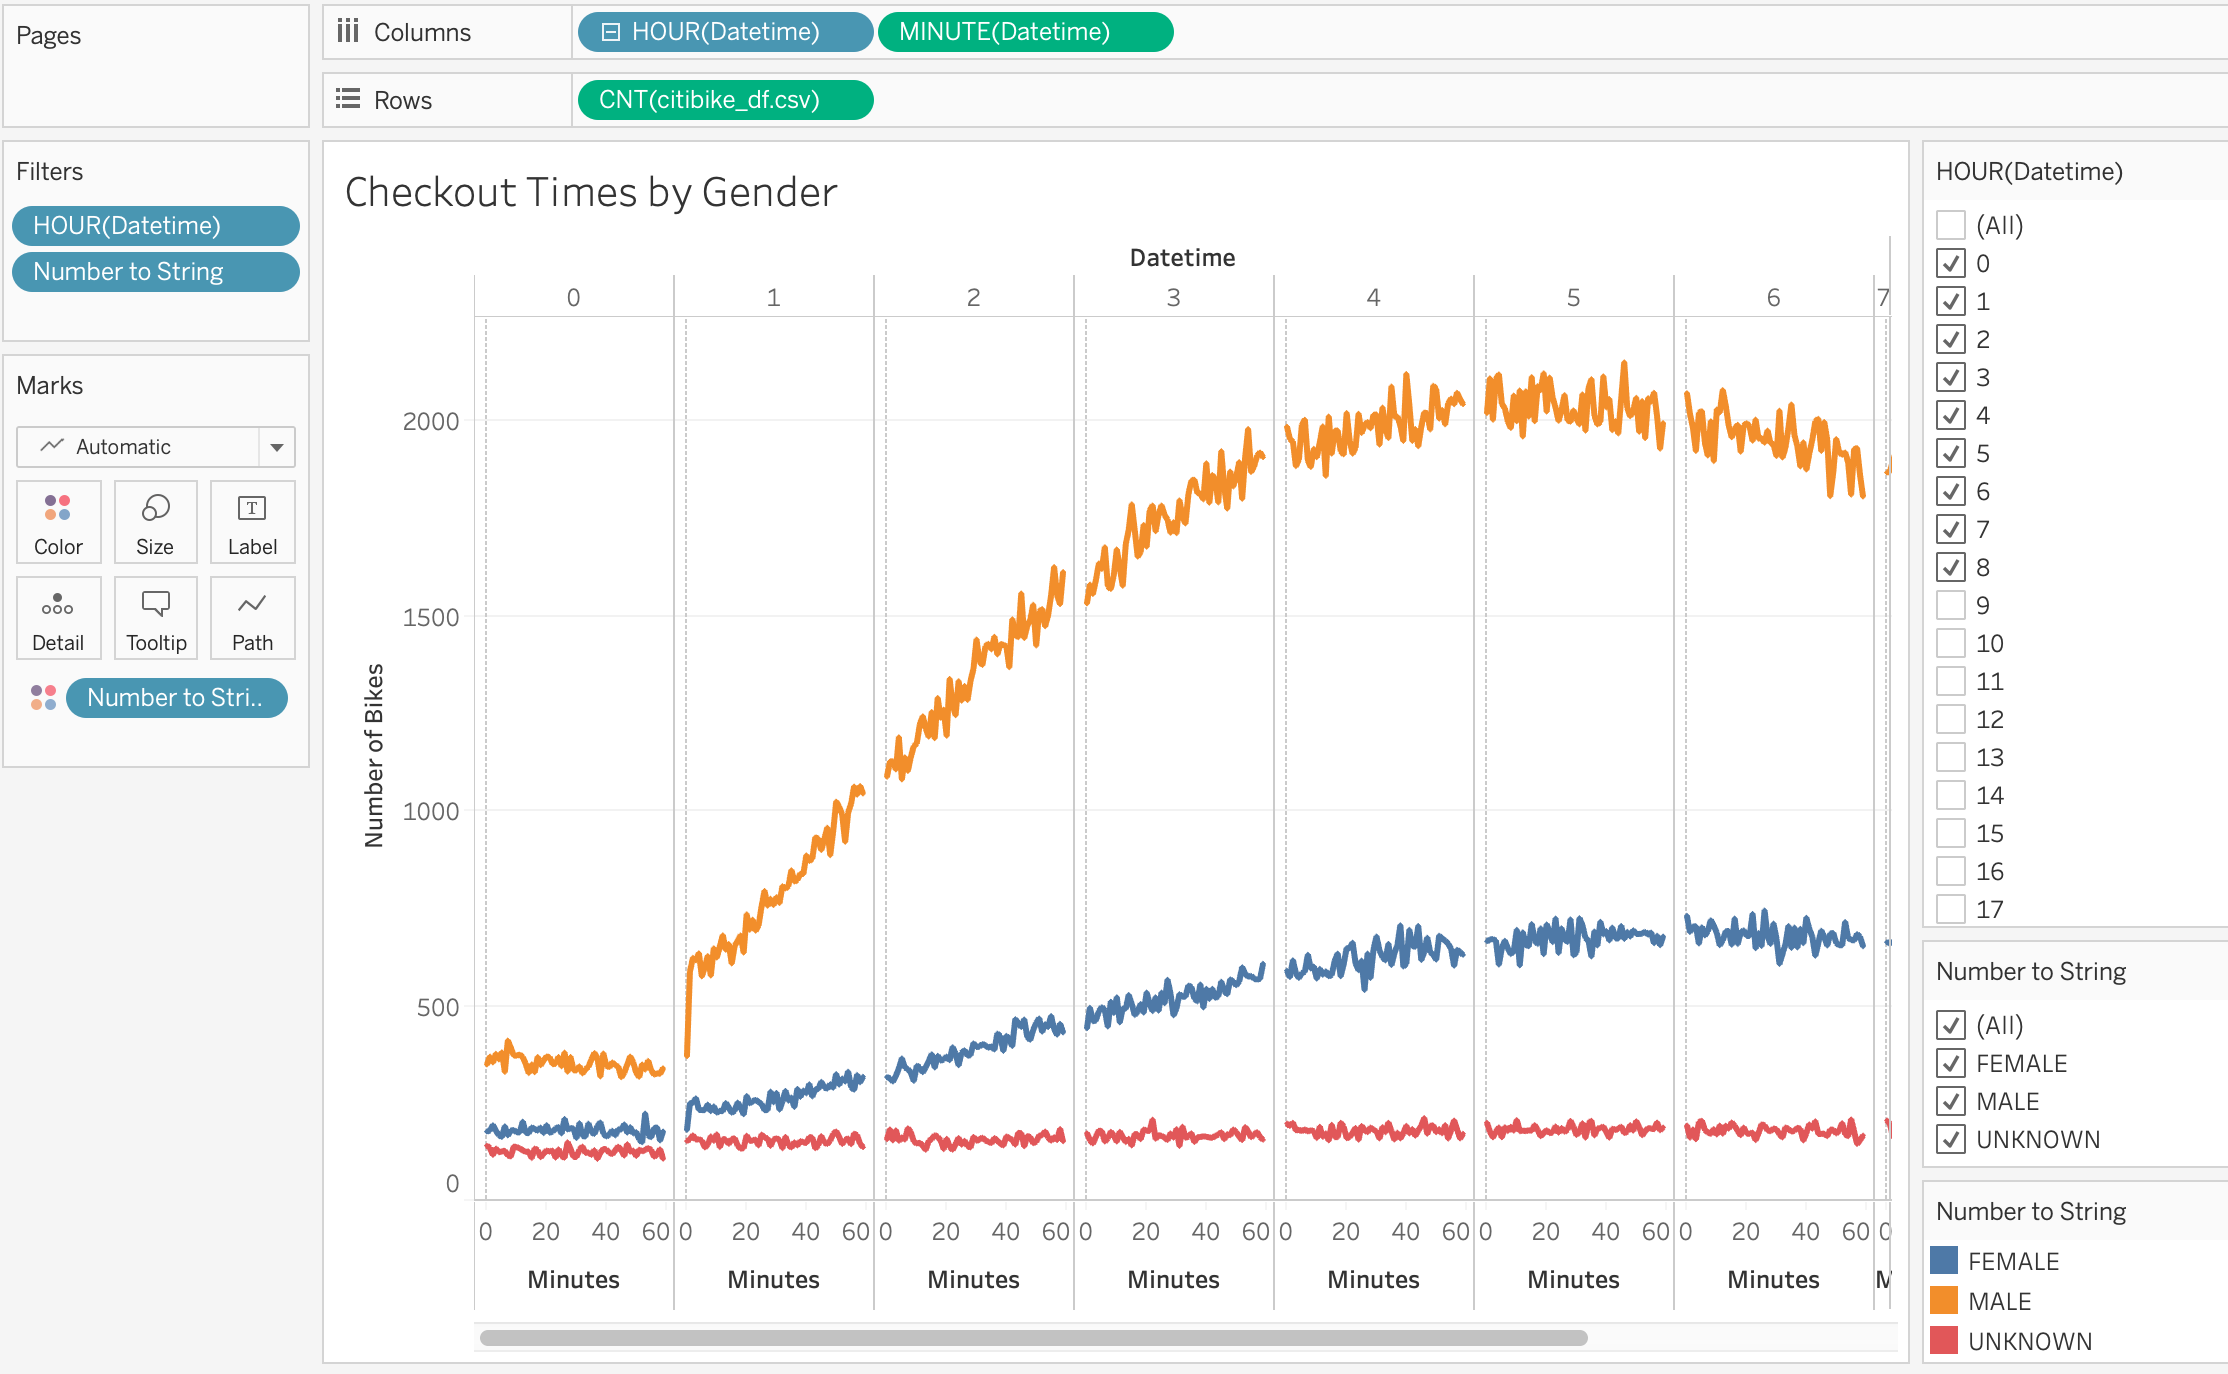 Pages
Columns
HOUR(Datetime)
MINUTE(Datetime)
Rows
CNT(citibike_df.csv)
Filters
HOUR(Datetime)
Number to String
Marks
Automatic
Color Size Label
Detail Tooltip Path
Number to Stri..
Checkout Times by Gender
Datetime
0 1 2 3 4 5 6 7
Number of Bikes
2000
1500
1000
500
0
0 20 40 60 0 20 40 60 0 20 40 60 0 20 40 60 0 20 40 60 0 20 40 60 0 20 40 60 0
Minutes Minutes Minutes Minutes Minutes Minutes Minutes M
HOUR(Datetime)
(All)
0
1
2
3
4
5
6
7
8
9
10
11
12
13
14
15
16
17
Number to String
(All)
FEMALE
MALE
UNKNOWN
Number to String
FEMALE
MALE
UNKNOWN